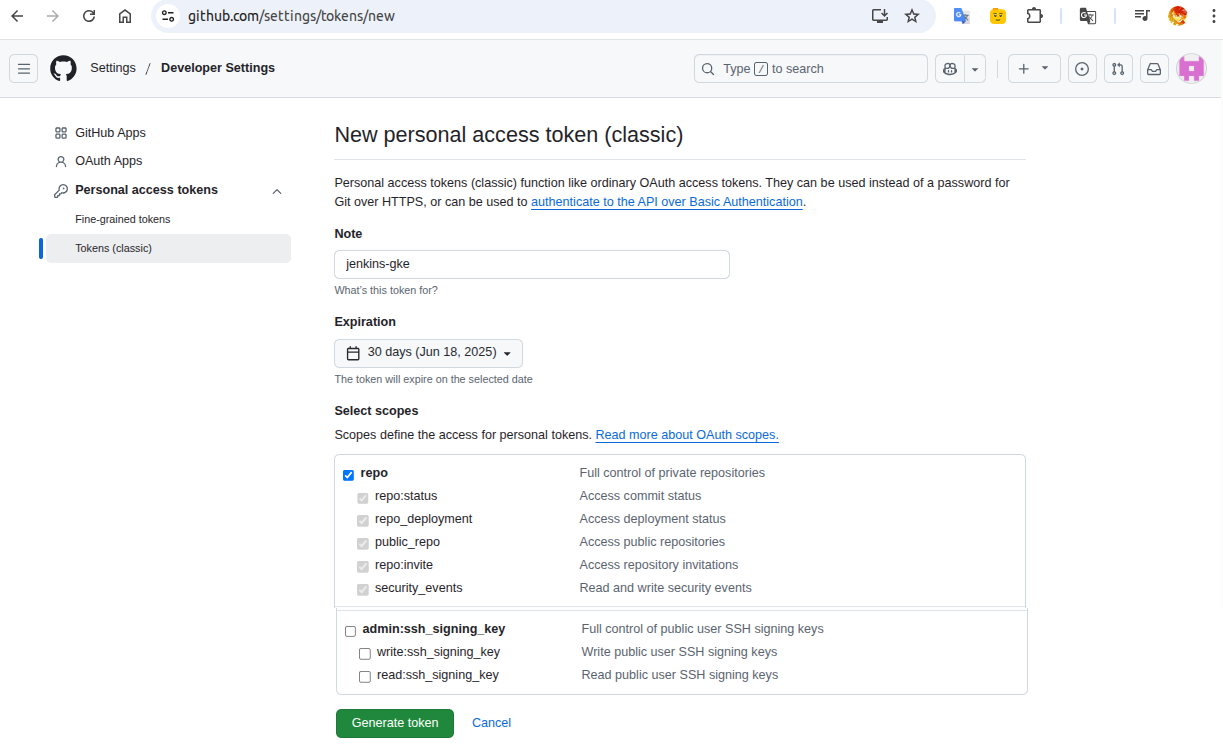 github.com/settings/tokens/new
Settings / Developer Settings
Type / to search
GitHub Apps
OAuth Apps
Personal access tokens
Fine-grained tokens
Tokens (classic)
New personal access token (classic)
Personal access tokens (classic) function like ordinary OAuth access tokens. They can be used instead of a password for
Git over HTTPS, or can be used to authenticate to the API over Basic Authentication.
Note
jenkins-gke
What's this token for?
Expiration
30 days (Jun 18, 2025)
The token will expire on the selected date
Select scopes
Scopes define the access for personal tokens. Read more about OAuth scopes.
repo Full control of private repositories
repo:status Access commit status
repo_deployment Access deployment status
public_repo Access public repositories
repo:invite Access repository invitations
security_events Read and write security events
admin:ssh_signing_key Full control of public user SSH signing keys
write:ssh_signing_key Write public user SSH signing keys
read:ssh_signing_key Read public user SSH signing keys
Generate token Cancel